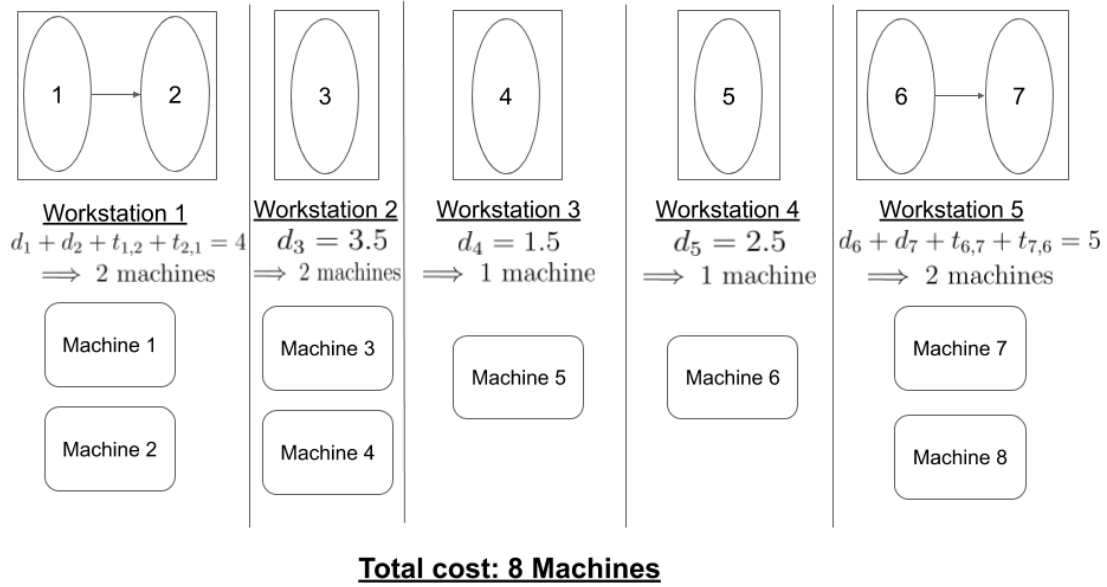 1
2
3
4
5
6
7
Workstation 1
d₁ + d₂ + t₁,₂ + t₂,₁ = 4
⟹ 2 machines
Machine 1
Machine 2
Workstation 2
d₃ = 3.5
⟹ 2 machines
Machine 3
Machine 4
Workstation 3
d₄ = 1.5
⟹ 1 machine
Machine 5
Workstation 4
d₅ = 2.5
⟹ 1 machine
Machine 6
Workstation 5
d₆ + d₇ + t₆,₇ + t₇,₆ = 5
⟹ 2 machines
Machine 7
Machine 8
Total cost: 8 Machines